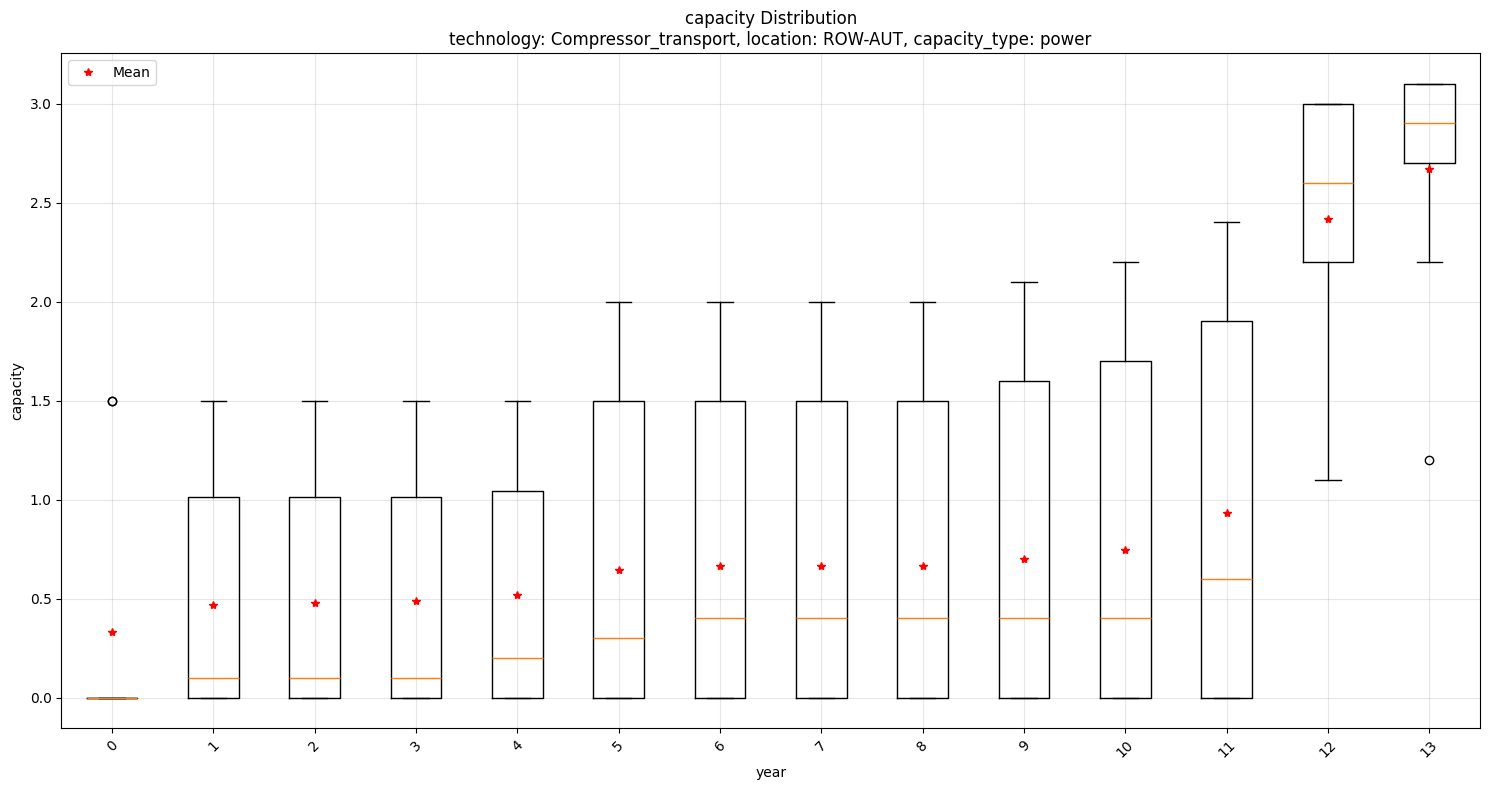 capacity Distribution
technology: Compressor_transport, location: ROW-AUT, capacity_type: power
Mean
capacity
3.0
2.5
2.0
1.5
1.0
0.5
0.0
0 1 2 3 4 5 6 7 8 9 10 11 12 13
year